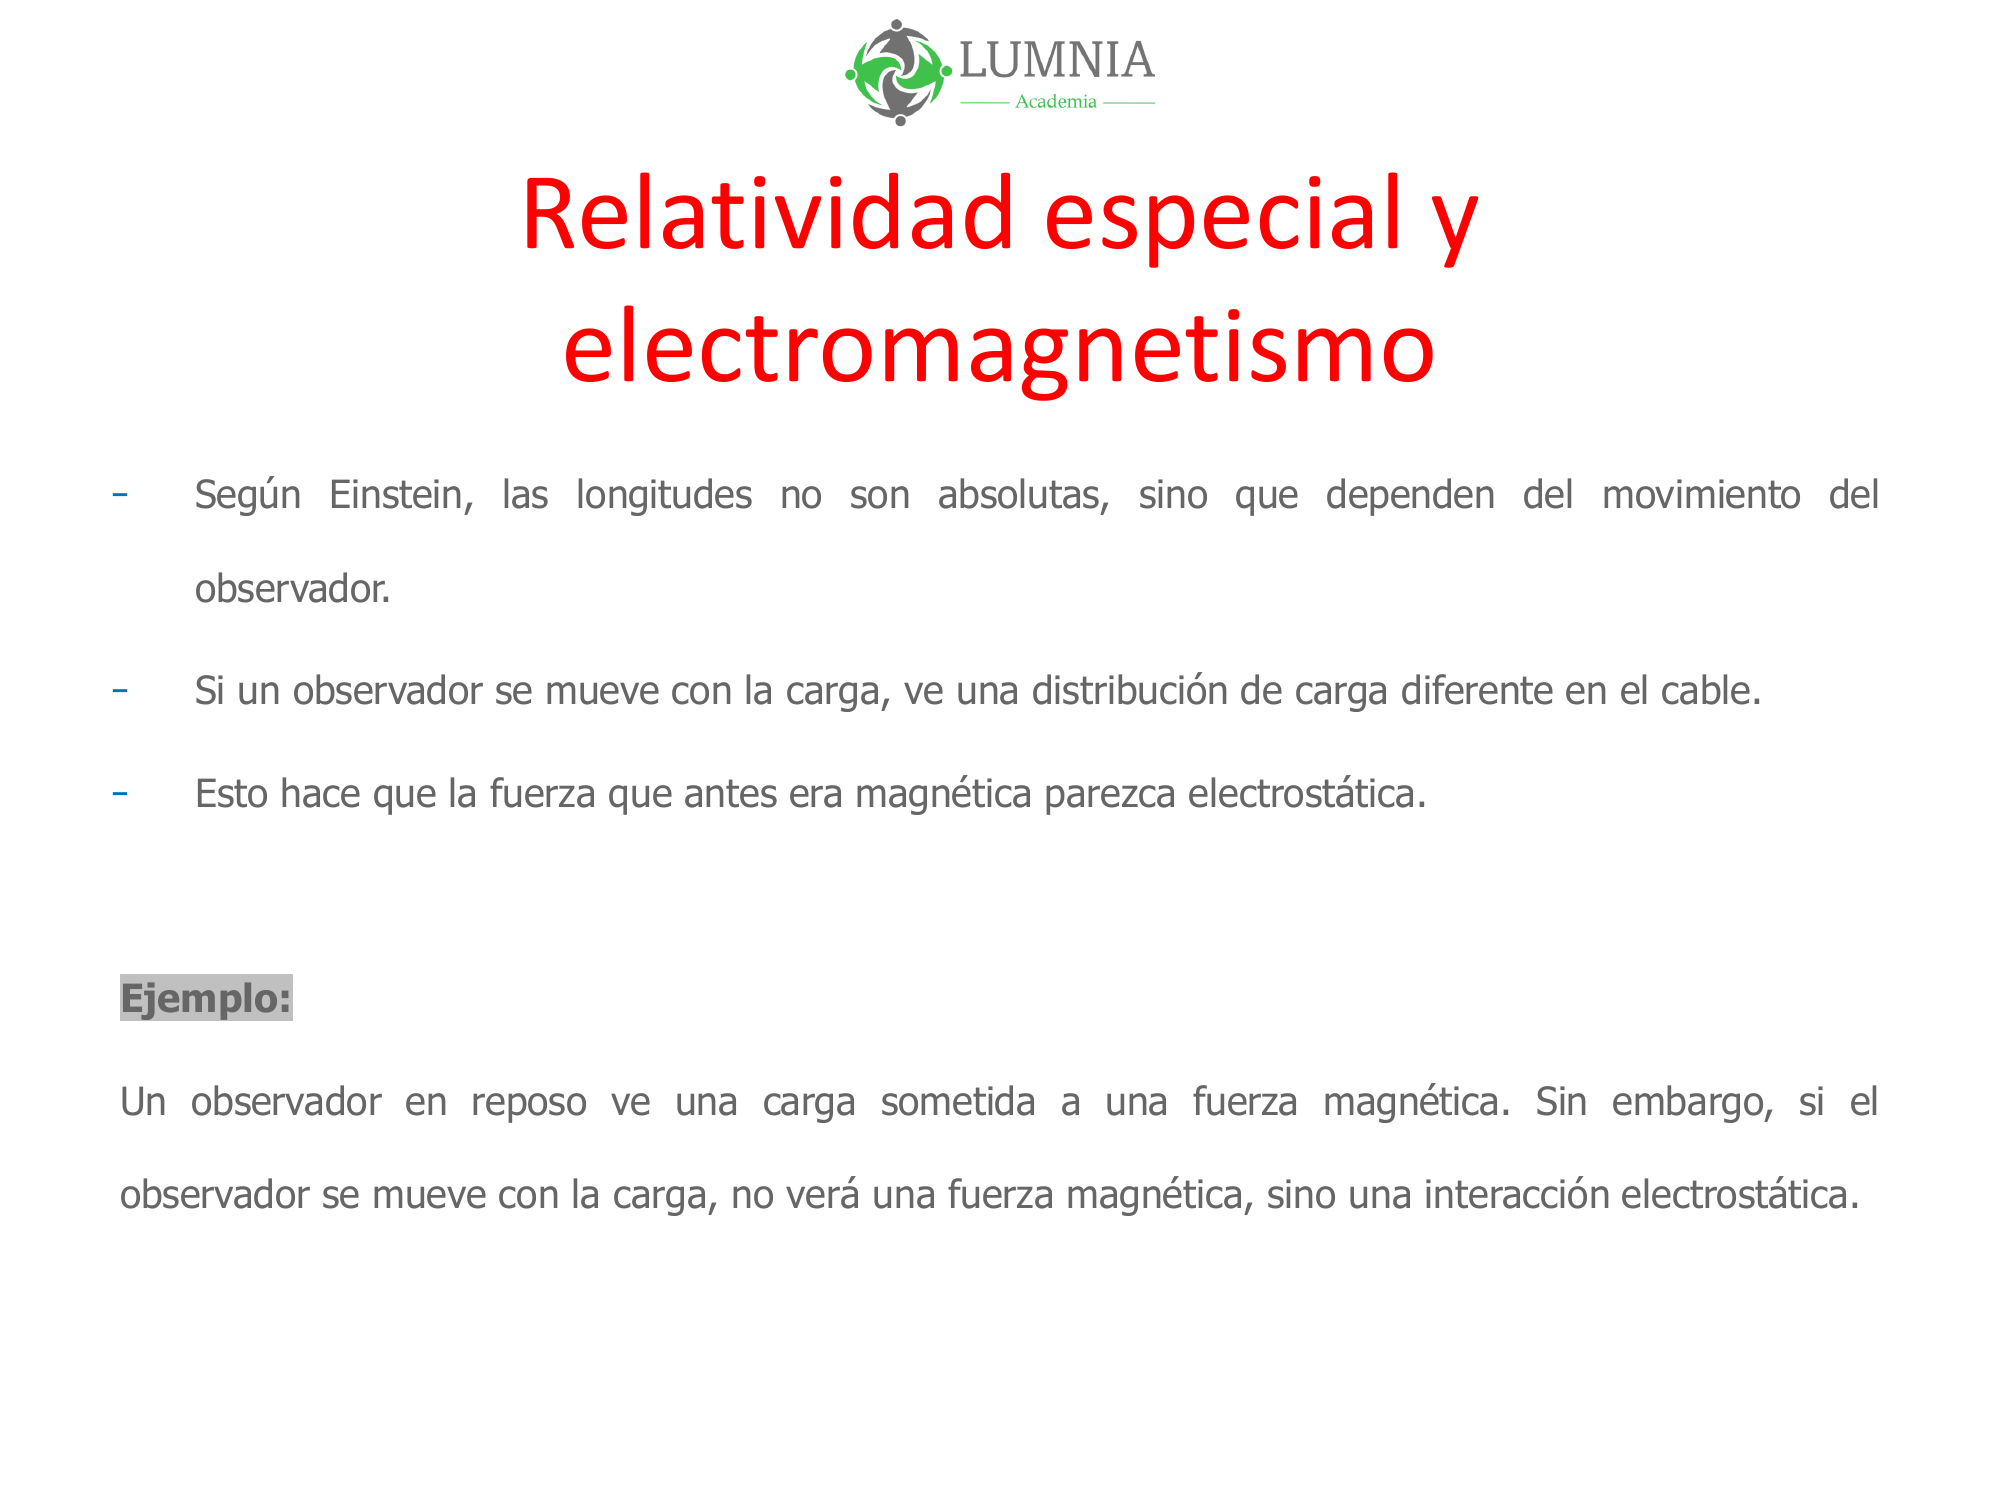 LUMNIA
Academia
Relatividad especial y
electromagnetismo
- Según Einstein, las longitudes no son absolutas, sino que dependen del movimiento del
observador.
- Si un observador se mueve con la carga, ve una distribución de carga diferente en el cable.
- Esto hace que la fuerza que antes era magnética parezca electrostática.
Ejemplo:
Un observador en reposo ve una carga sometida a una fuerza magnética. Sin embargo, si el
observador se mueve con la carga, no verá una fuerza magnética, sino una interacción electrostática.